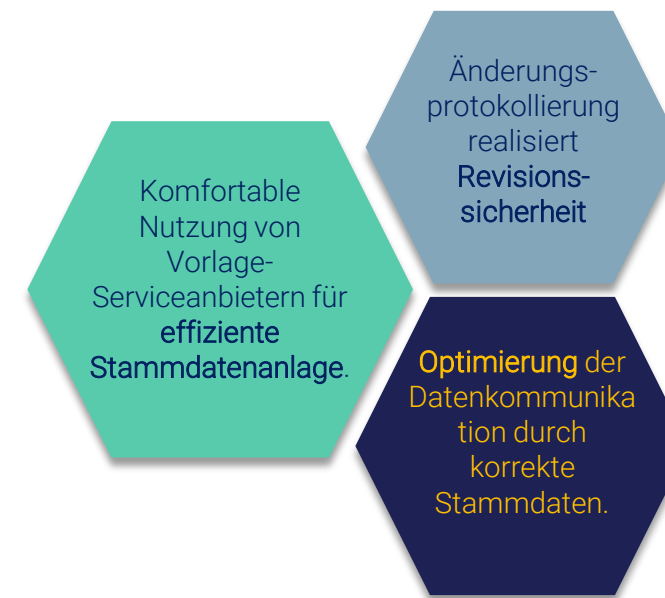 Änderungs-
protokollierung
realisiert
Revisions-
sicherheit
Komfortable
Nutzung von
Vorlage-
Serviceanbietern für
effiziente
Stammdatenanlage.
Optimierung der
Datenkommunika
tion durch
korrekte
Stammdaten.